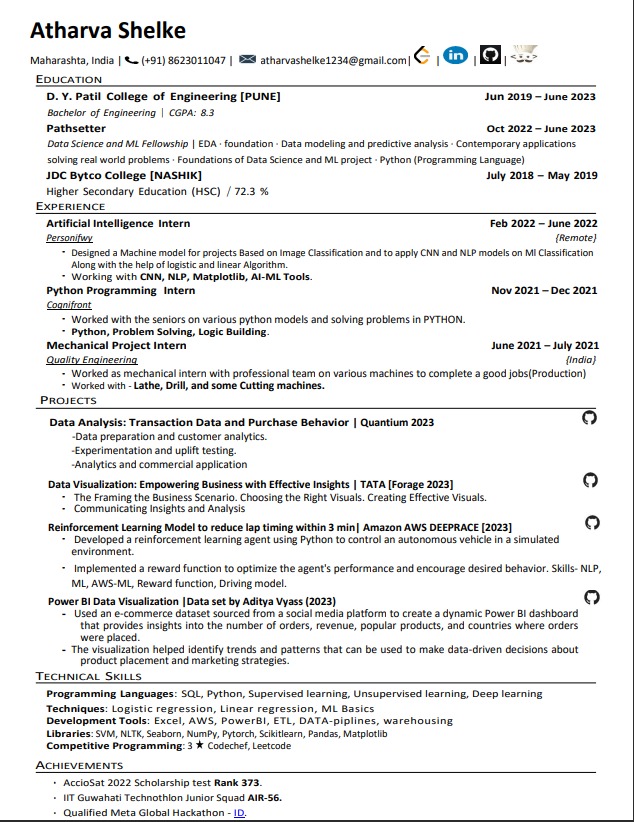 Atharva Shelke
Maharashta, India | (+91) 8623011047 | atharvashelke1234@gmail.com| | in | |
EDUCATION
D. Y. Patil College of Engineering [PUNE] Jun 2019 – June 2023
Bachelor of Engineering | CGPA: 8.3
Pathsetter Oct 2022 – June 2023
Data Science and ML Fellowship | EDA · foundation · Data modeling and predictive analysis · Contemporary applications
solving real world problems · Foundations of Data Science and ML project · Python (Programming Language)
JDC Bytco College [NASHIK] July 2018 – May 2019
Higher Secondary Education (HSC) / 72.3 %
EXPERIENCE
Artificial Intelligence Intern Feb 2022 – June 2022
Personifwy {Remote}
- Designed a Machine model for projects Based on Image Classification and to apply CNN and NLP models on Ml Classification
Along with the help of logistic and linear Algorithm.
- Working with CNN, NLP, Matplotlib, AI-ML Tools.
Python Programming Intern Nov 2021 – Dec 2021
Cognifront
- Worked with the seniors on various python models and solving problems in PYTHON.
- Python, Problem Solving, Logic Building.
Mechanical Project Intern June 2021 – July 2021
Quality Engineering {India}
- Worked as mechanical intern with professional team on various machines to complete a good jobs(Production)
- Worked with - Lathe, Drill, and some Cutting machines.
PROJECTS
Data Analysis: Transaction Data and Purchase Behavior | Quantium 2023
-Data preparation and customer analytics.
-Experimentation and uplift testing.
-Analytics and commercial application
Data Visualization: Empowering Business with Effective Insights | TATA [Forage 2023]
- The Framing the Business Scenario. Choosing the Right Visuals. Creating Effective Visuals.
- Communicating Insights and Analysis
Reinforcement Learning Model to reduce lap timing within 3 min| Amazon AWS DEEPRACE [2023]
- Developed a reinforcement learning agent using Python to control an autonomous vehicle in a simulated
environment.
- Implemented a reward function to optimize the agent's performance and encourage desired behavior. Skills- NLP,
ML, AWS-ML, Reward function, Driving model.
Power BI Data Visualization |Data set by Aditya Vyass (2023)
- Used an e-commerce dataset sourced from a social media platform to create a dynamic Power BI dashboard
that provides insights into the number of orders, revenue, popular products, and countries where orders
were placed.
- The visualization helped identify trends and patterns that can be used to make data-driven decisions about
product placement and marketing strategies.
TECHNICAL SKILLS
Programming Languages: SQL, Python, Supervised learning, Unsupervised learning, Deep learning
Techniques: Logistic regression, Linear regression, ML Basics
Development Tools: Excel, AWS, PowerBI, ETL, DATA-piplines, warehousing
Libraries: SVM, NLTK, Seaborn, NumPy, Pytorch, Scikitlearn, Pandas, Matplotlib
Competitive Programming: 3 ★ Codechef, Leetcode
ACHIEVEMENTS
· AccioSat 2022 Scholarship test Rank 373.
· IIT Guwahati Technothlon Junior Squad AIR-56.
· Qualified Meta Global Hackathon - ID.